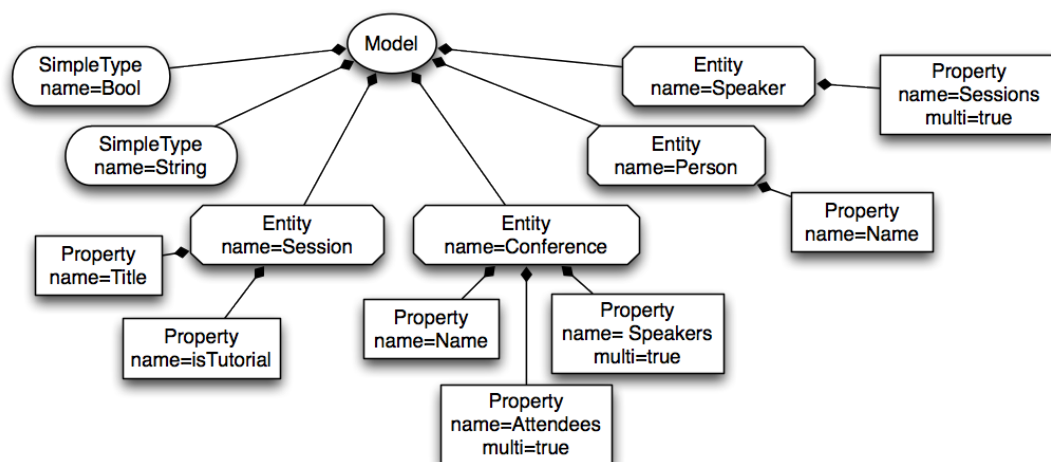 Model
SimpleType
name=Bool
SimpleType
name=String
Entity
name=Speaker
Property
name=Sessions
multi=true
Entity
name=Person
Property
name=Name
Entity
name=Session
Property
name=Title
Property
name=isTutorial
Entity
name=Conference
Property
name=Name
Property
name= Speakers
multi=true
Property
name=Attendees
multi=true